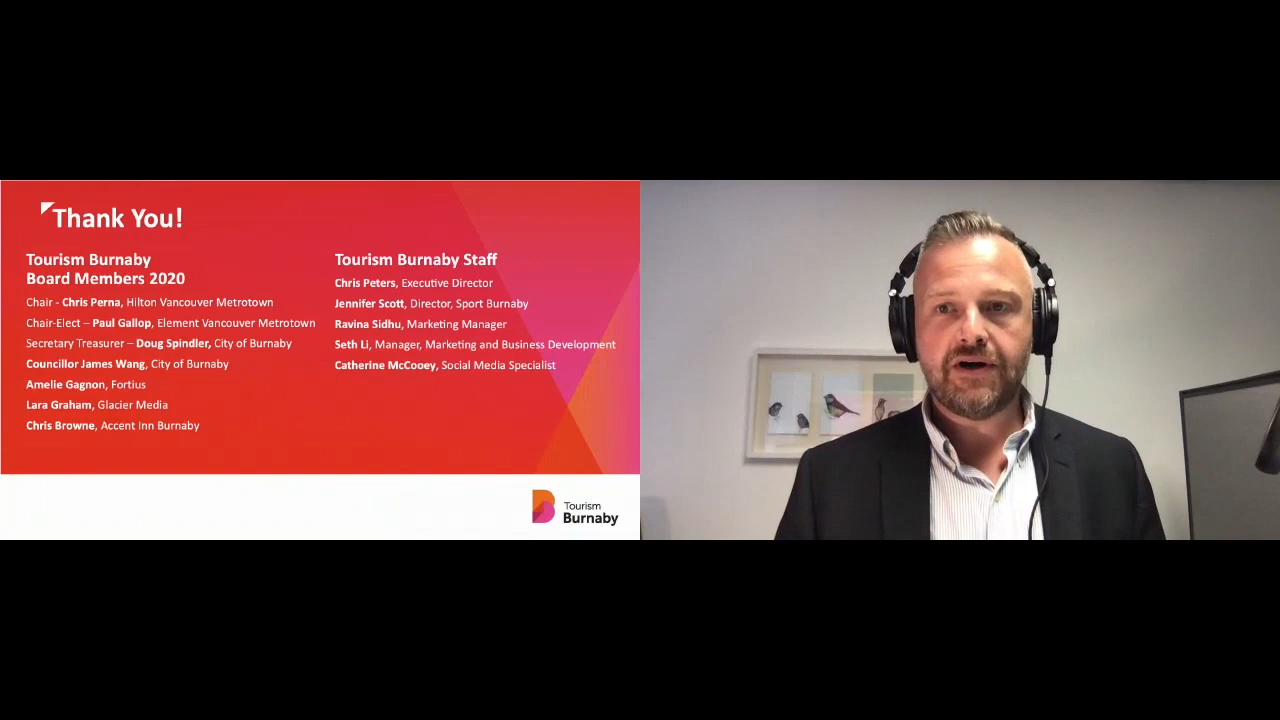 Thank You!
Tourism Burnaby
Board Members 2020
Chair - Chris Perna, Hilton Vancouver Metrotown
Chair-Elect – Paul Gallop, Element Vancouver Metrotown
Secretary Treasurer – Doug Spindler, City of Burnaby
Councillor James Wang, City of Burnaby
Amelie Gagnon, Fortius
Lara Graham, Glacier Media
Chris Browne, Accent Inn Burnaby
Tourism Burnaby Staff
Chris Peters, Executive Director
Jennifer Scott, Director, Sport Burnaby
Ravina Sidhu, Marketing Manager
Seth Li, Manager, Marketing and Business Development
Catherine McCooey, Social Media Specialist
Tourism
Burnaby